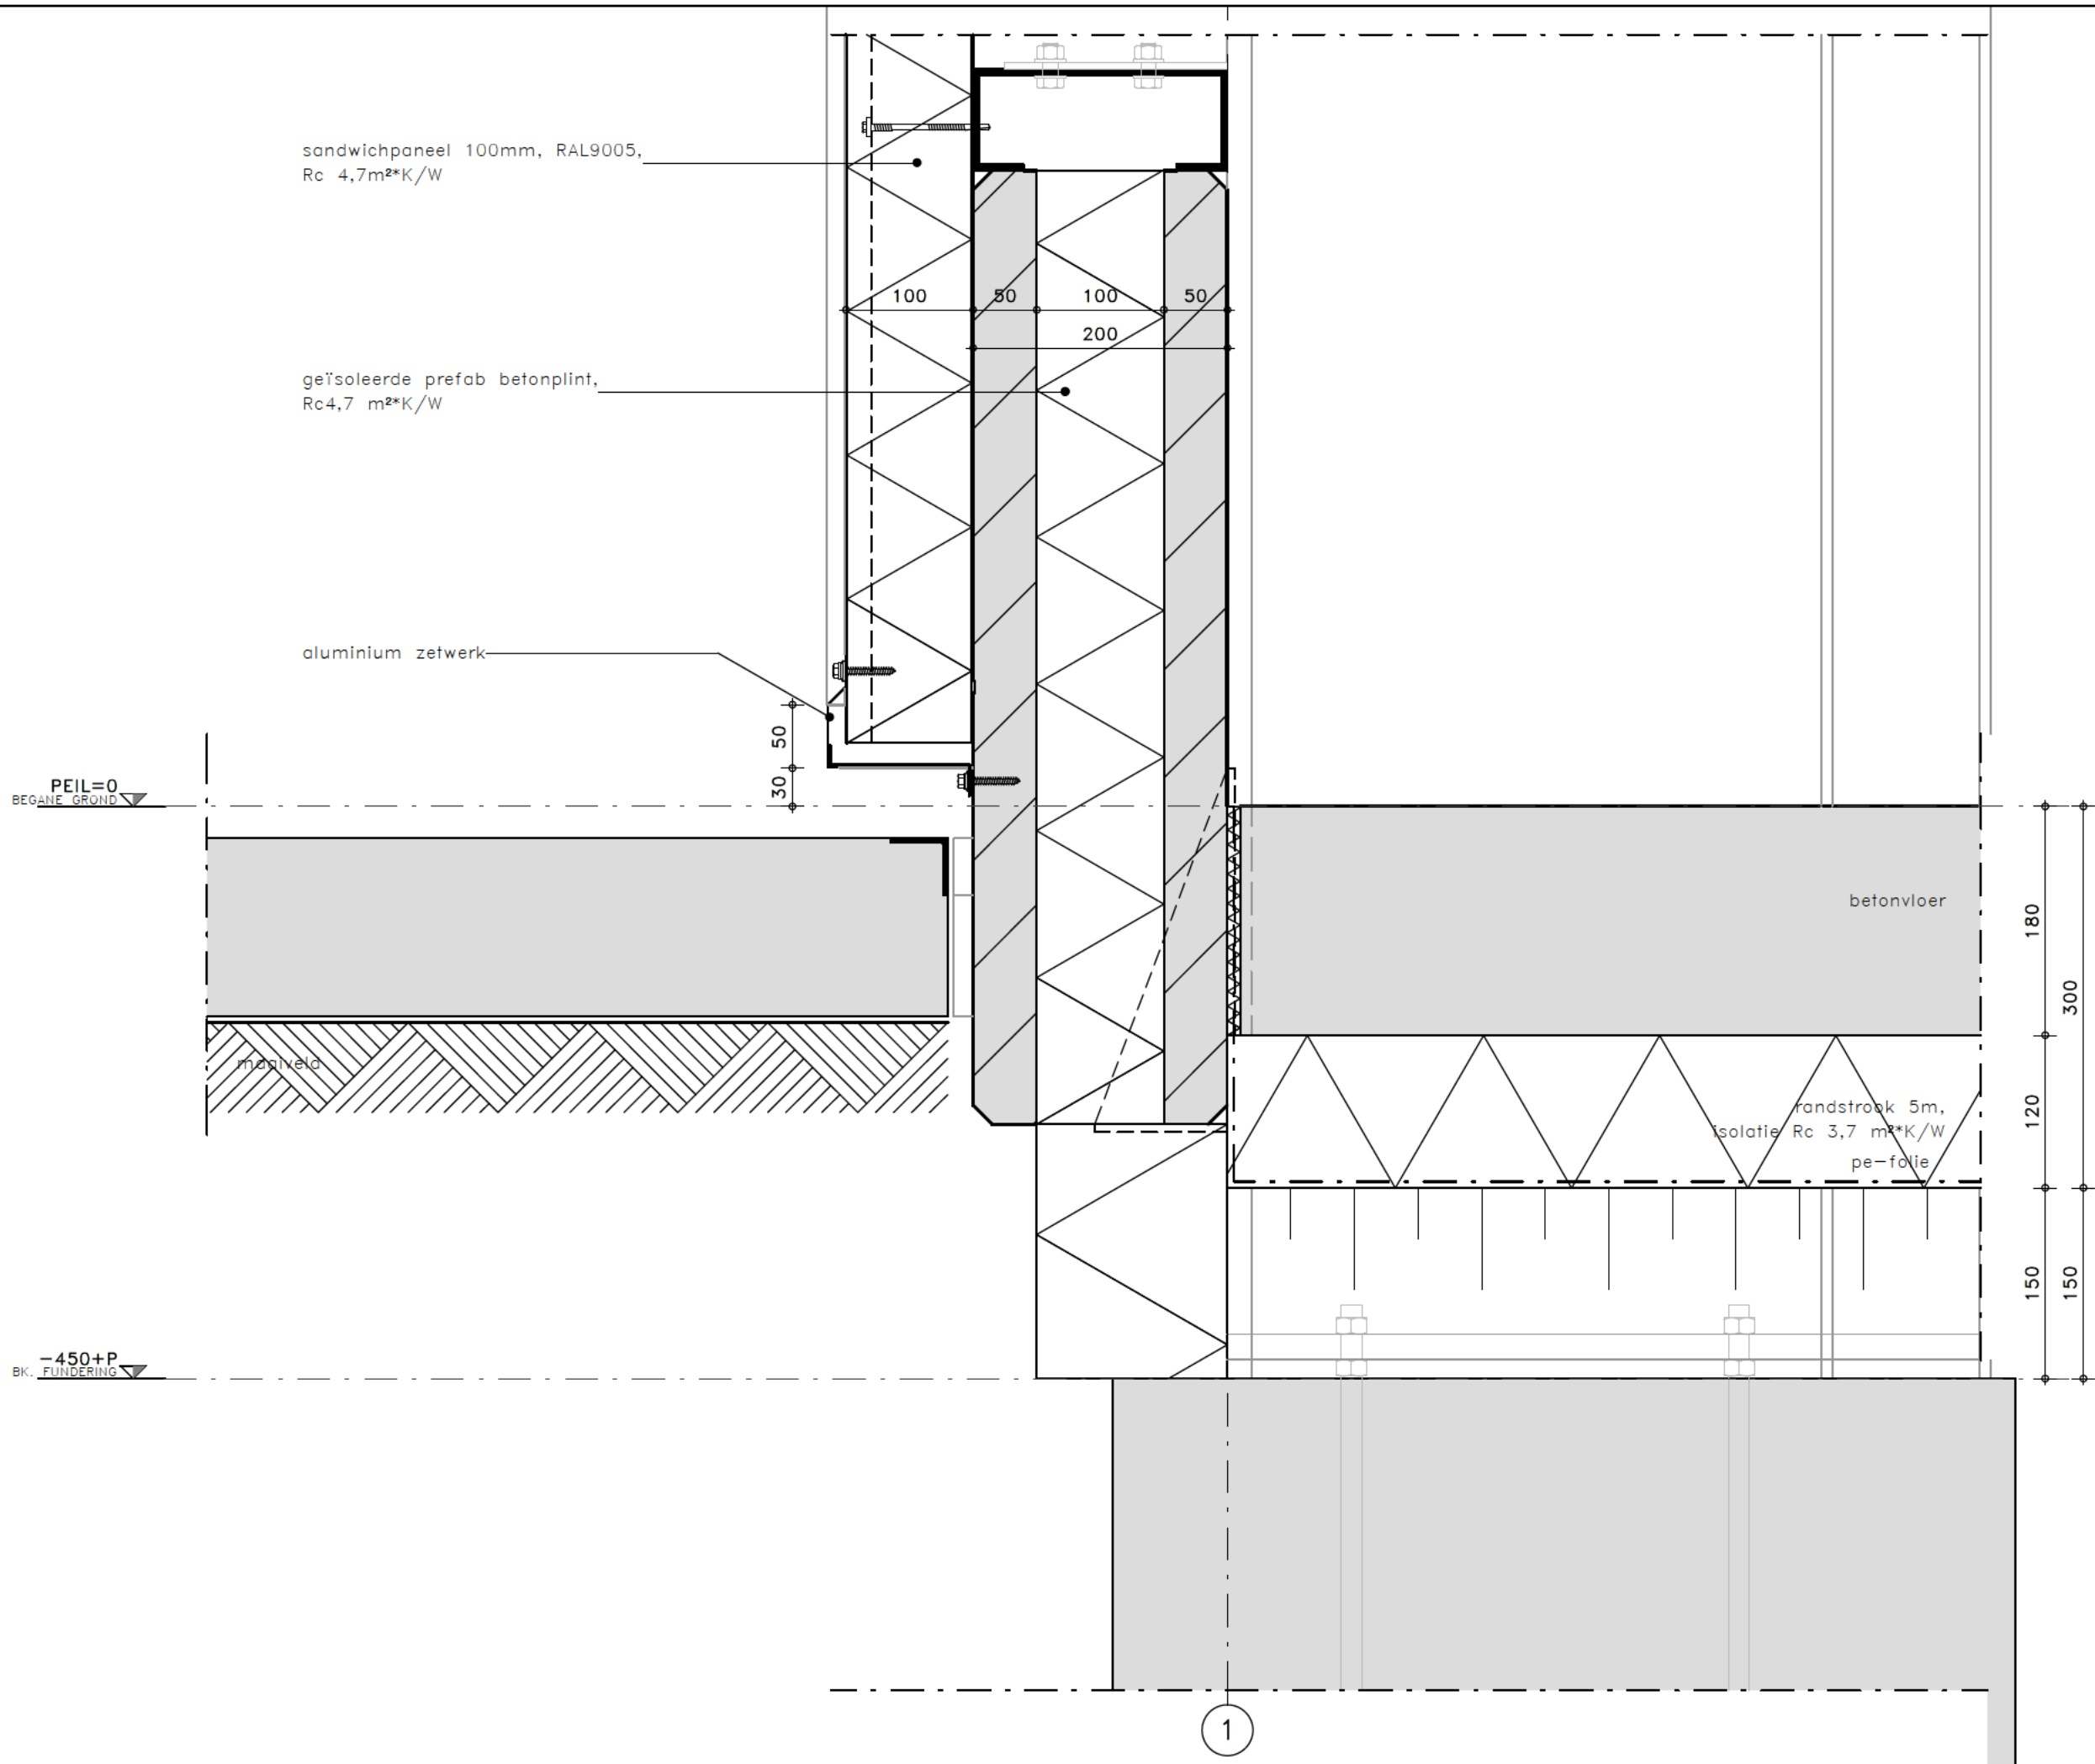 sandwichpaneel 100mm, RAL9005,
Rc 4,7m²*K/W
100
50
100
50
200
geïsoleerde prefab betonplint,
Rc4,7 m²*K/W
aluminium zetwerk
50
30
PEIL=0
BEGANE GROND
betonvloer
180
300
maaiveld
randstrook 5m,
isolatie Rc 3,7 m²*K/W
pe-folie
120
150
150
-450+P
BK. FUNDERING
1